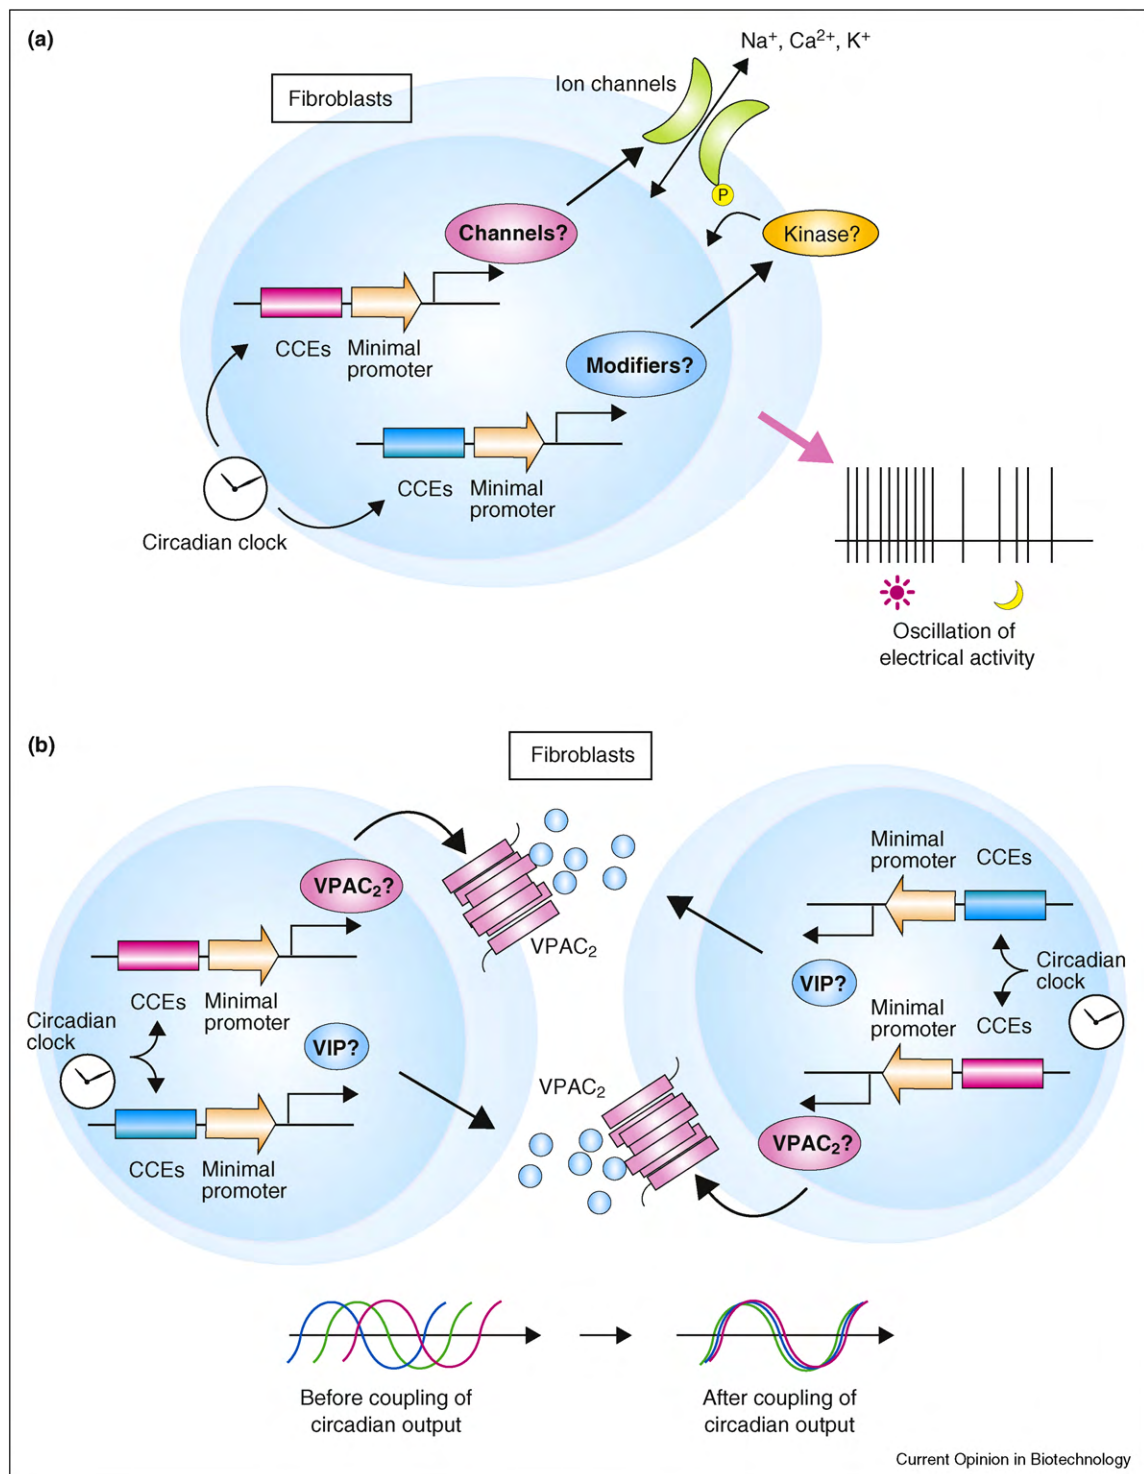 (a)
Na⁺, Ca²⁺, K⁺
Ion channels
Fibroblasts
P
Channels?
Kinase?
CCEs
Minimal
promoter
Modifiers?
CCEs
Minimal
promoter
Circadian clock
Oscillation of
electrical activity
(b)
Fibroblasts
VPAC₂?
VPAC₂
CCEs
Minimal
promoter
Circadian
clock
VIP?
CCEs
Minimal
promoter
Minimal
promoter
CCEs
Circadian
clock
VIP?
Minimal
promoter
CCEs
VPAC₂
VPAC₂?
Before coupling of
circadian output
After coupling of
circadian output
Current Opinion in Biotechnology